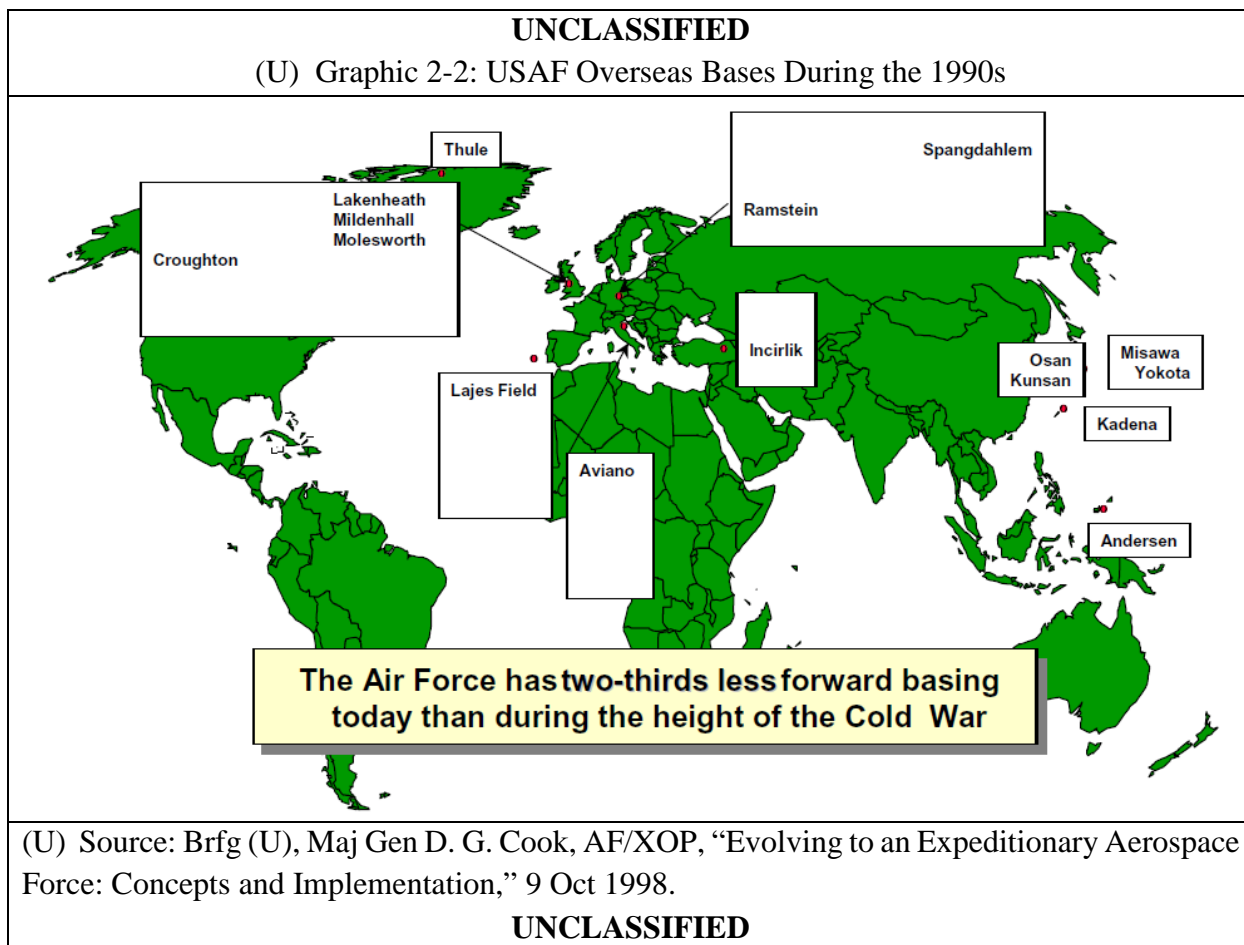 UNCLASSIFIED
(U) Graphic 2-2: USAF Overseas Bases During the 1990s
Thule
Spangdahlem
Ramstein
Lakenheath
Mildenhall
Molesworth
Croughton
Incirlik
Osan
Kunsan
Misawa
Yokota
Lajes Field
Kadena
Aviano
Andersen
The Air Force has two-thirds less forward basing
today than during the height of the Cold War
(U) Source: Brfg (U), Maj Gen D. G. Cook, AF/XOP, “Evolving to an Expeditionary Aerospace
Force: Concepts and Implementation,” 9 Oct 1998.
UNCLASSIFIED